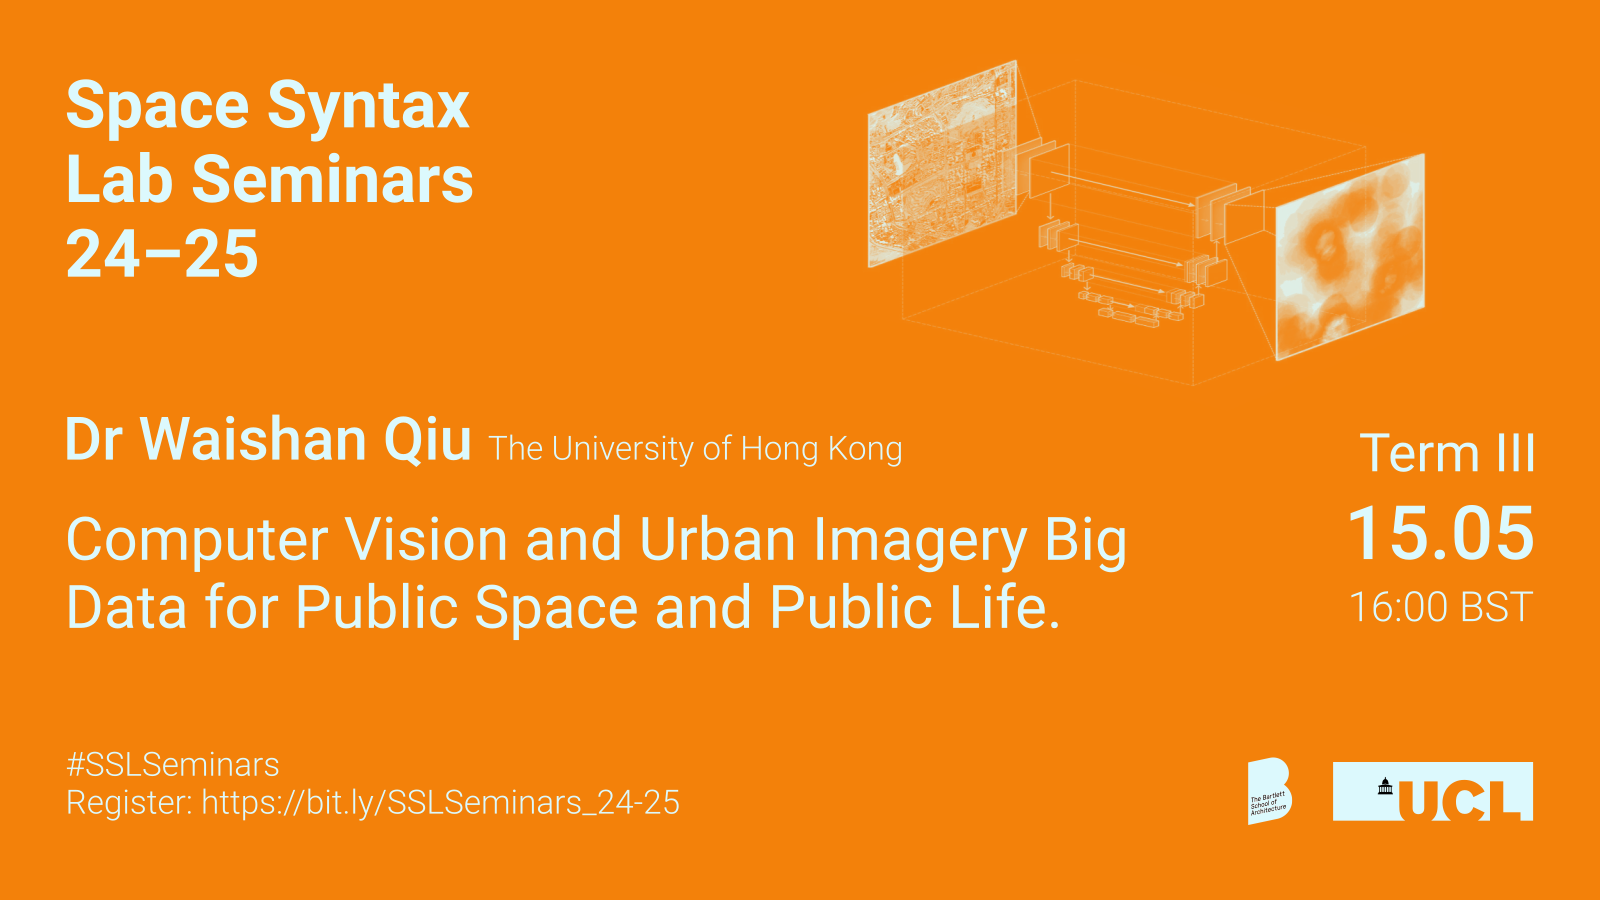 Space Syntax
Lab Seminars
24–25
Dr Waishan Qiu The University of Hong Kong
Computer Vision and Urban Imagery Big
Data for Public Space and Public Life.
Term III
15.05
16:00 BST
#SSLSeminars
Register: https://bit.ly/SSLSeminars_24-25
The Bartlett
School of
Architecture
UCL